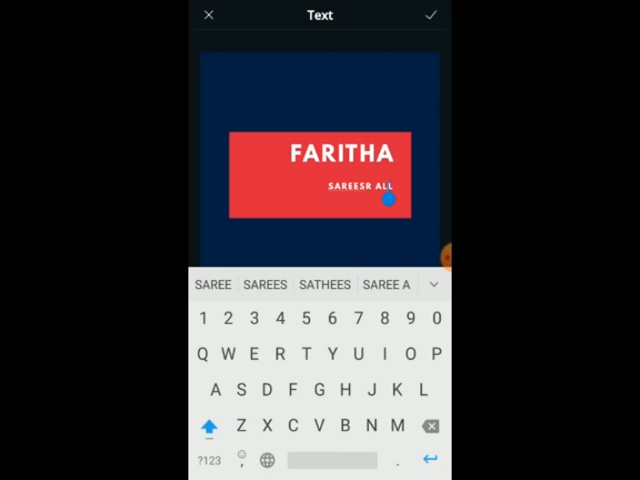 Text
FARITHA
SAREESR ALL
SAREE SAREES SATHEES SAREE A
1 2 3 4 5 6 7 8 9 0
Q W E R T Y U I O P
A S D F G H J K L
Z X C V B N M
?123 , .